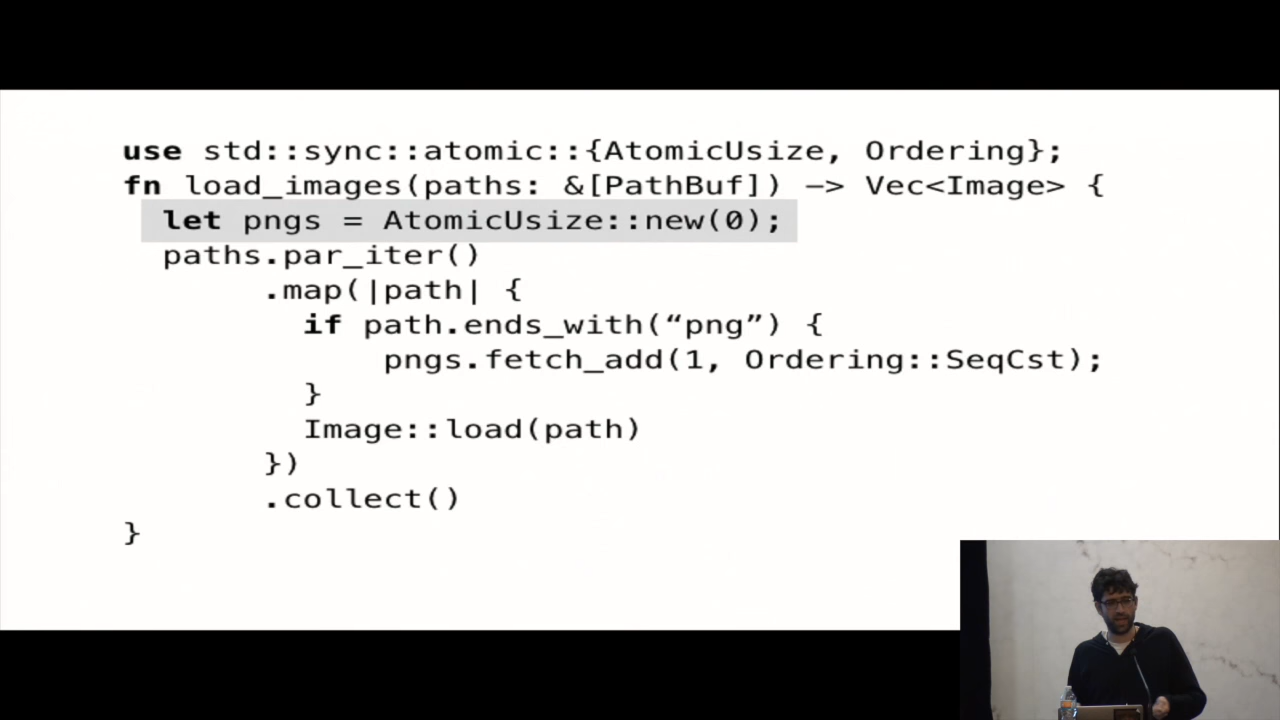 use std::sync::atomic::{AtomicUsize, Ordering};
fn load_images(paths: &[PathBuf]) —> Vec<Image> {
let pngs = AtomicUsize::new(0);
paths.par_iter()
.map(|path| {
if path.ends_with(“png”) {
pngs.fetch_add(1, Ordering::SeqCst);
}
Image::load(path)
})
.collect()
}